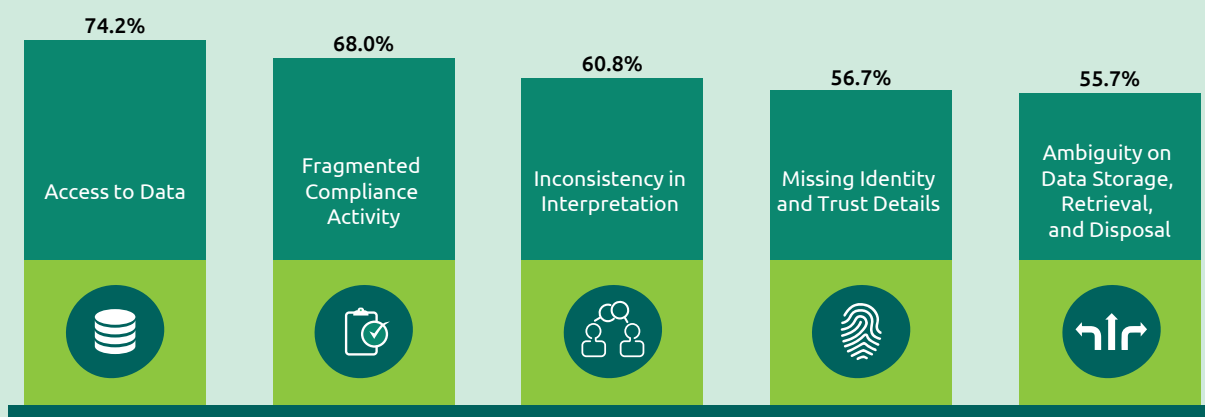 74.2%
68.0%
60.8%
56.7%
55.7%
Access to Data
Fragmented
Compliance
Activity
Inconsistency in
Interpretation
Missing Identity
and Trust Details
Ambiguity on
Data Storage,
Retrieval,
and Disposal